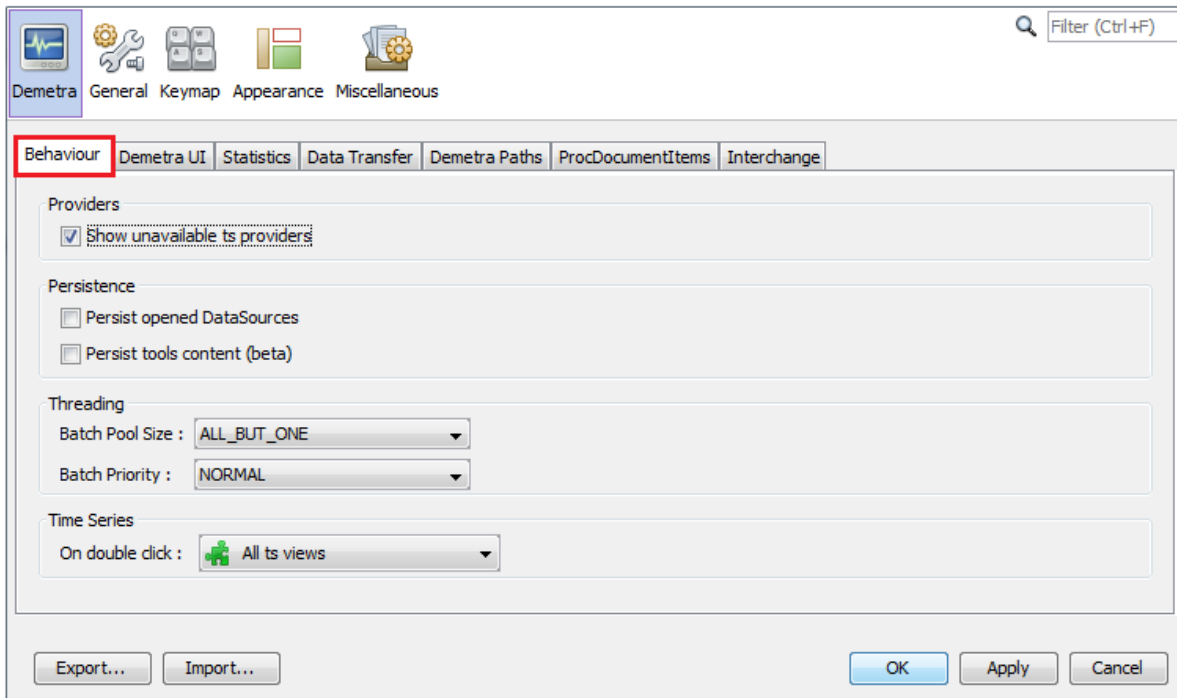 Filter (Ctrl+F)
Demetra General Keymap Appearance Miscellaneous
Behaviour Demetra UI Statistics Data Transfer Demetra Paths ProcDocumentItems Interchange
Providers
Show unavailable ts providers
Persistence
Persist opened DataSources
Persist tools content (beta)
Threading
Batch Pool Size : ALL_BUT_ONE
Batch Priority : NORMAL
Time Series
On double click : All ts views
Export... Import... OK Apply Cancel